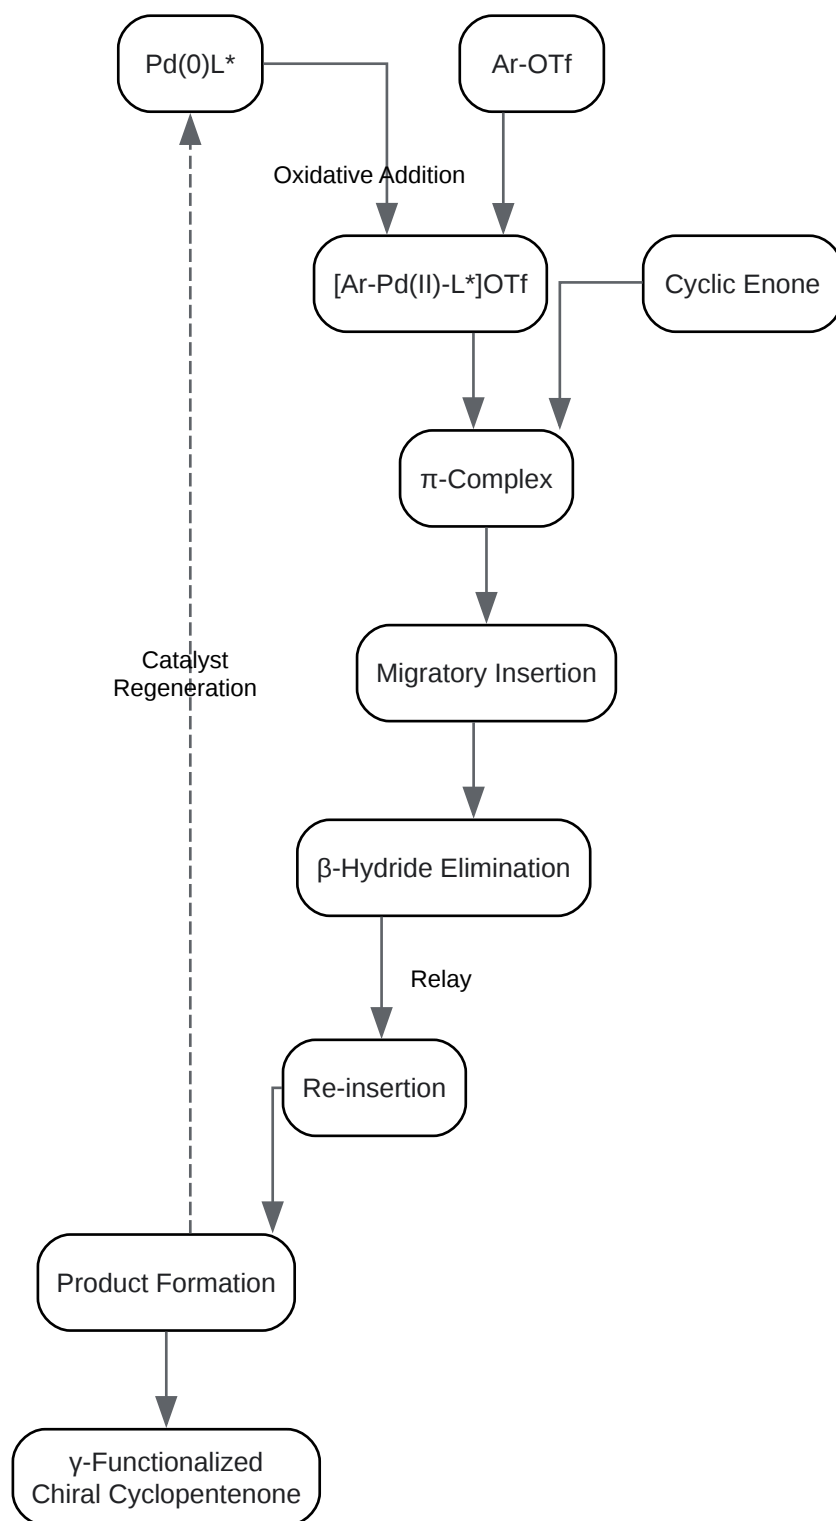 Pd(0)L*
Ar-OTf
Oxidative Addition
[Ar-Pd(II)-L*]OTf
Cyclic Enone
π-Complex
Catalyst
Regeneration
Migratory Insertion
β-Hydride Elimination
Relay
Re-insertion
Product Formation
γ-Functionalized
Chiral Cyclopentenone